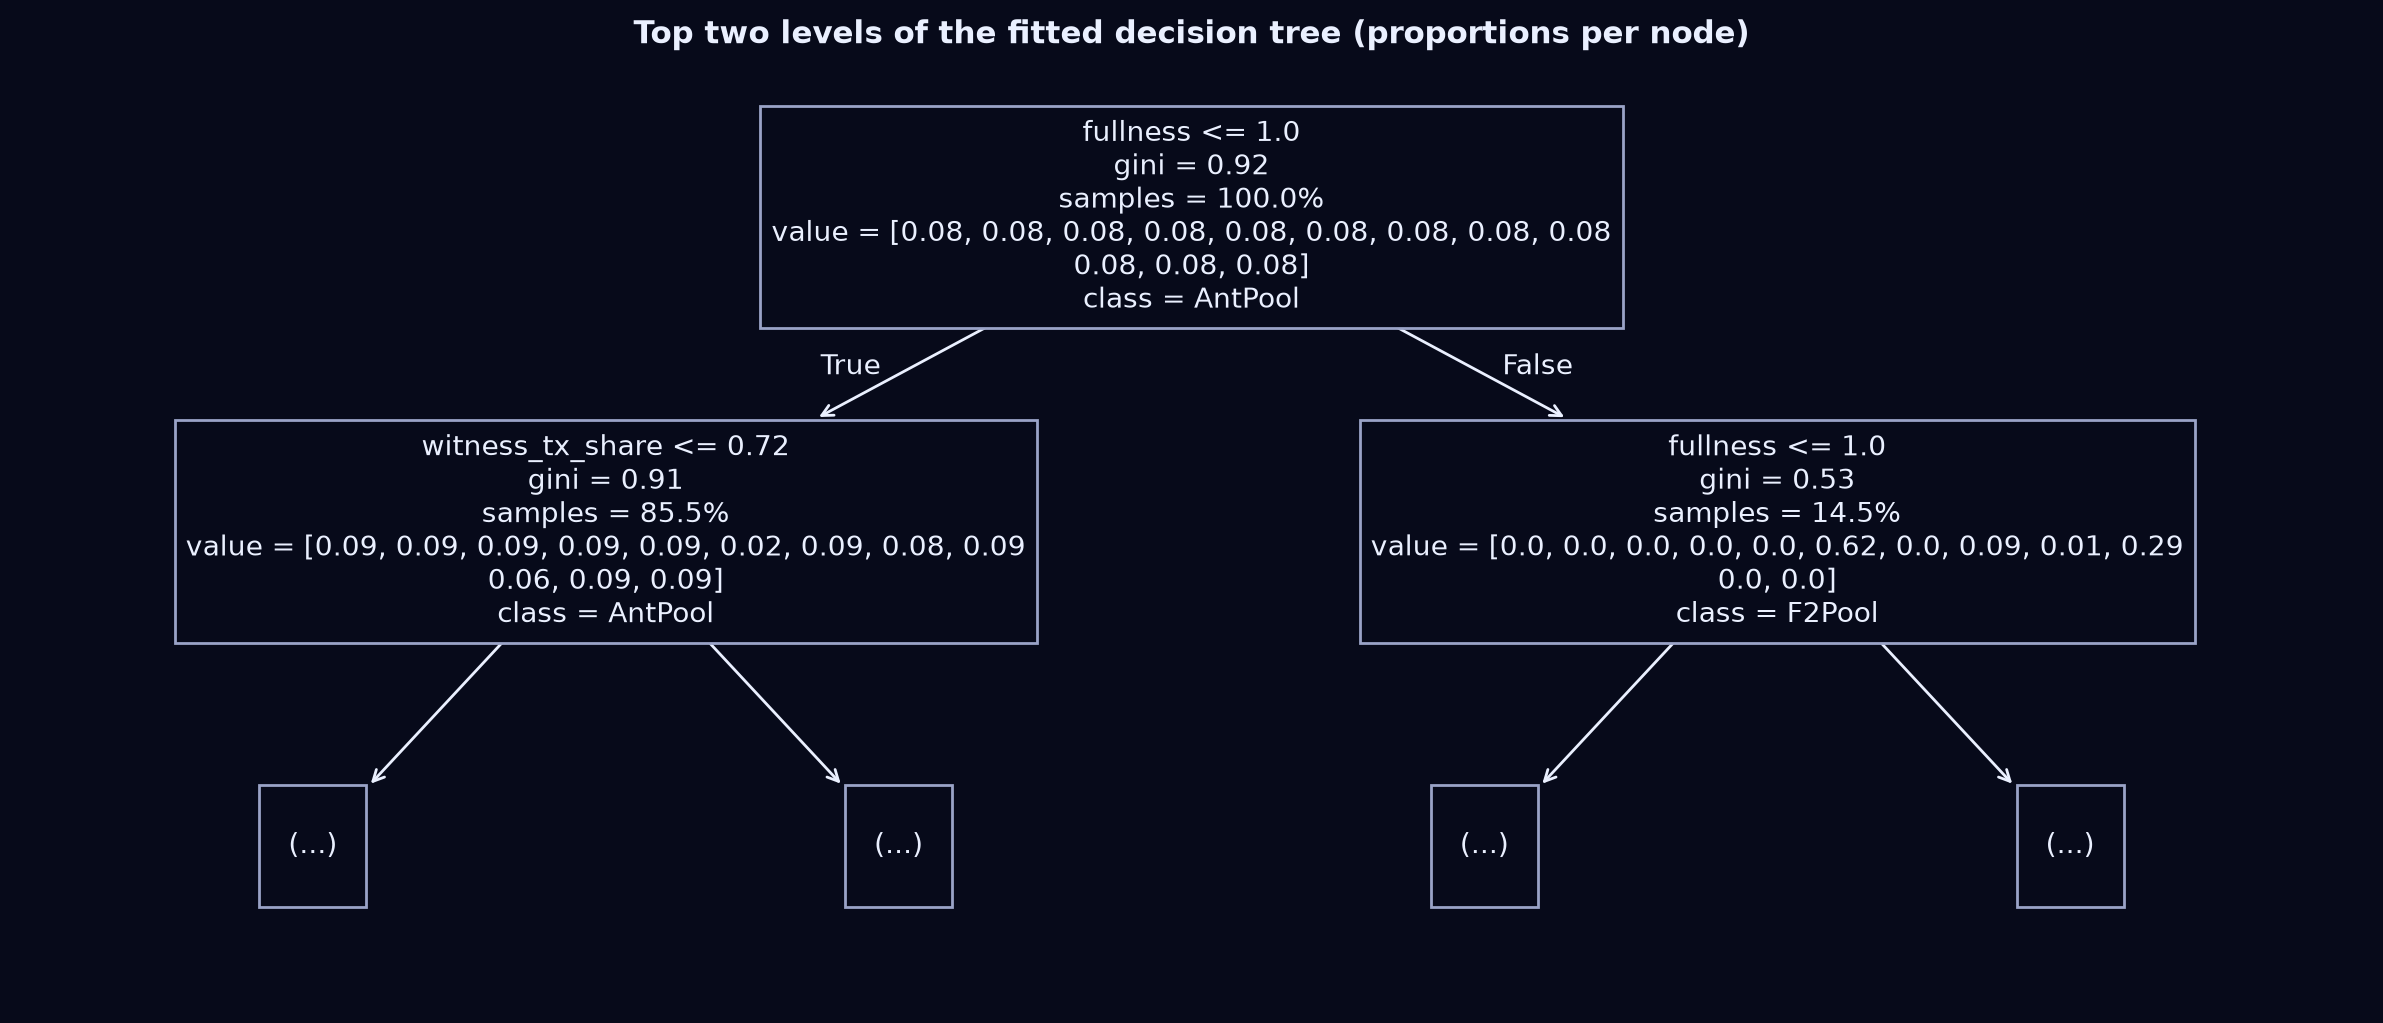 Top two levels of the fitted decision tree (proportions per node)
fullness <= 1.0
gini = 0.92
samples = 100.0%
value = [0.08, 0.08, 0.08, 0.08, 0.08, 0.08, 0.08, 0.08, 0.08
0.08, 0.08, 0.08]
class = AntPool
True
False
witness_tx_share <= 0.72
gini = 0.91
samples = 85.5%
value = [0.09, 0.09, 0.09, 0.09, 0.09, 0.02, 0.09, 0.08, 0.09
0.06, 0.09, 0.09]
class = AntPool
fullness <= 1.0
gini = 0.53
samples = 14.5%
value = [0.0, 0.0, 0.0, 0.0, 0.0, 0.62, 0.0, 0.09, 0.01, 0.29
0.0, 0.0]
class = F2Pool
(...)
(...)
(...)
(...)